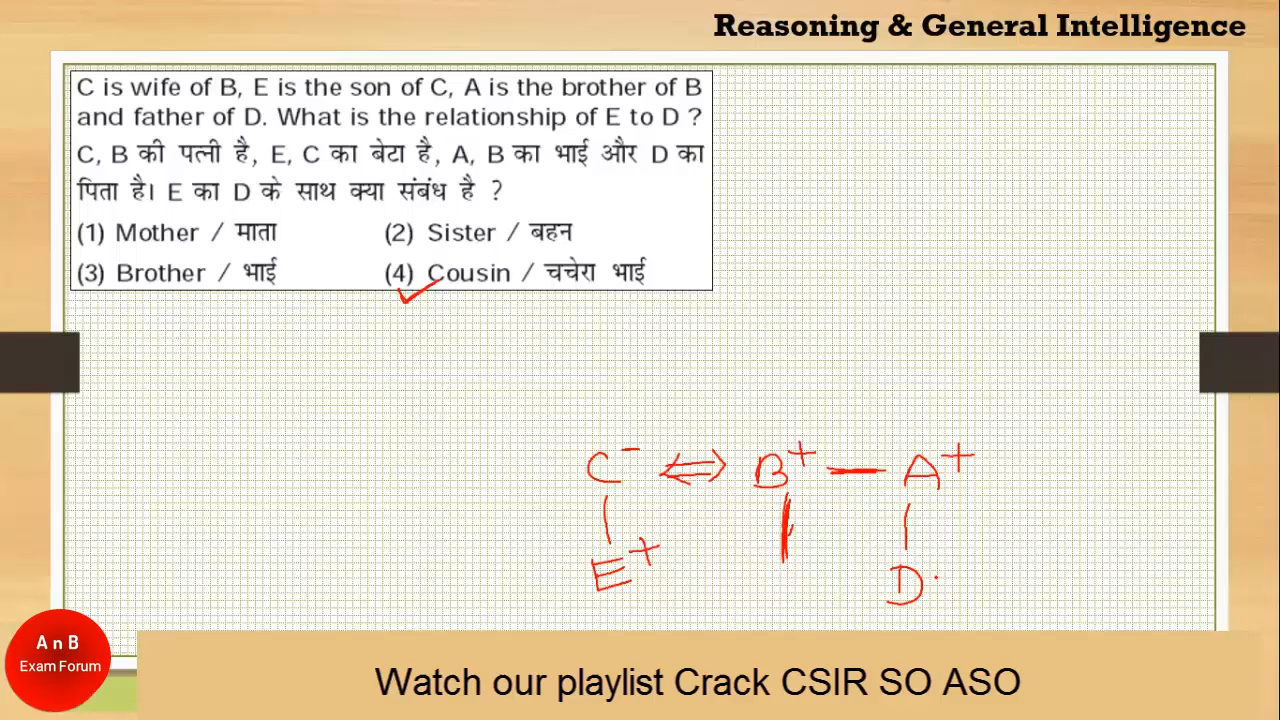 Reasoning & General Intelligence
C is wife of B, E is the son of C, A is the brother of B
and father of D. What is the relationship of E to D ?
C, B की पत्नी है, E, C का बेटा है, A, B का भाई और D का
पिता है। E का D के साथ क्या संबंध है ?
(1) Mother / माता (2) Sister / बहन
(3) Brother / भाई (4) Cousin / चचेरा भाई
C⁻ ⇔ B⁺ — A⁺
E⁺ D
A n B
Exam Forum
Watch our playlist Crack CSIR SO ASO